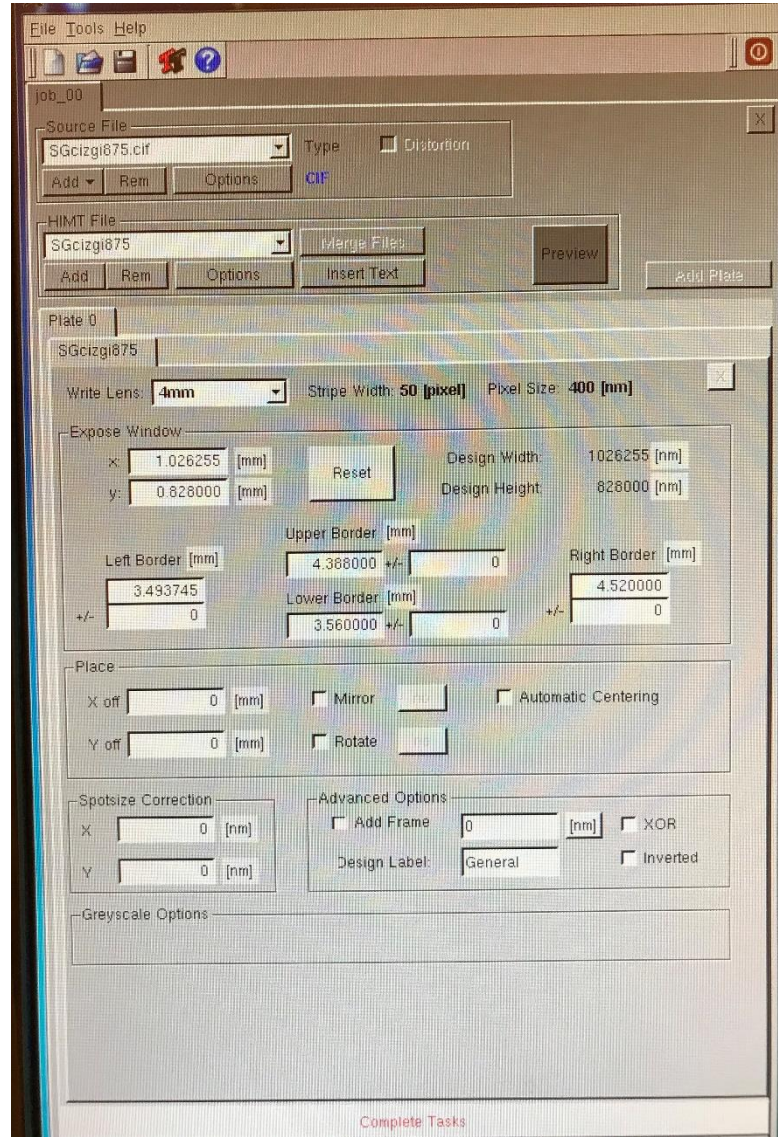 File Tools Help
job_00
X
Source File
SGcizgi875.cif Type Distortion
Add Rem Options CIF
HIMT File
SGcizgi875 Merge Files
Preview
Add Rem Options Insert Text Add Plate
Plate 0
SGcizgi875
X
Write Lens: 4mm Stripe Width: 50 [pixel] Pixel Size: 400 [nm]
Expose Window
x: 1.026255 [mm] Reset Design Width: 1026255 [nm]
y: 0.828000 [mm] Design Height: 828000 [nm]
Upper Border [mm]
Left Border [mm] 4.388000 +/- 0 Right Border [mm]
3.493745 Lower Border [mm] 4.520000
+/- 0 3.560000 +/- 0 +/- 0
Place
X off 0 [mm] Mirror Automatic Centering
Y off 0 [mm] Rotate
Spotsize Correction Advanced Options
X 0 [nm] Add Frame 0 [nm] XOR
Y 0 [nm] Design Label: General Inverted
Greyscale Options
Complete Tasks